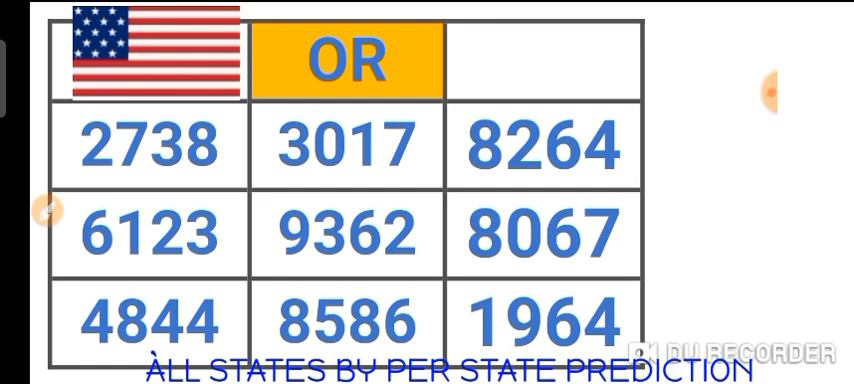 OR
2738 3017 8264
6123 9362 8067
4844 8586 1964
DU RECORDER
ÀLL STATES BY PER STATE PREDICTION